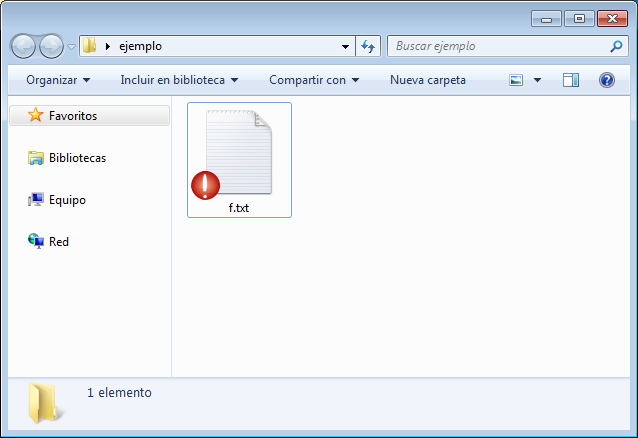 ejemplo
Buscar ejemplo
Organizar
Incluir en biblioteca
Compartir con
Nueva carpeta
Favoritos
Bibliotecas
Equipo
Red
f.txt
1 elemento